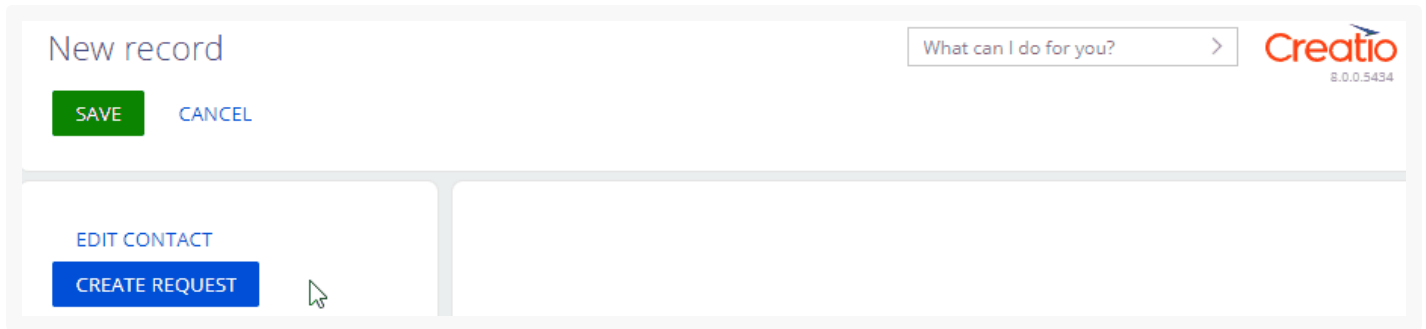 New record
What can I do for you?
Creatio
8.0.0.5434
SAVE CANCEL
EDIT CONTACT
CREATE REQUEST